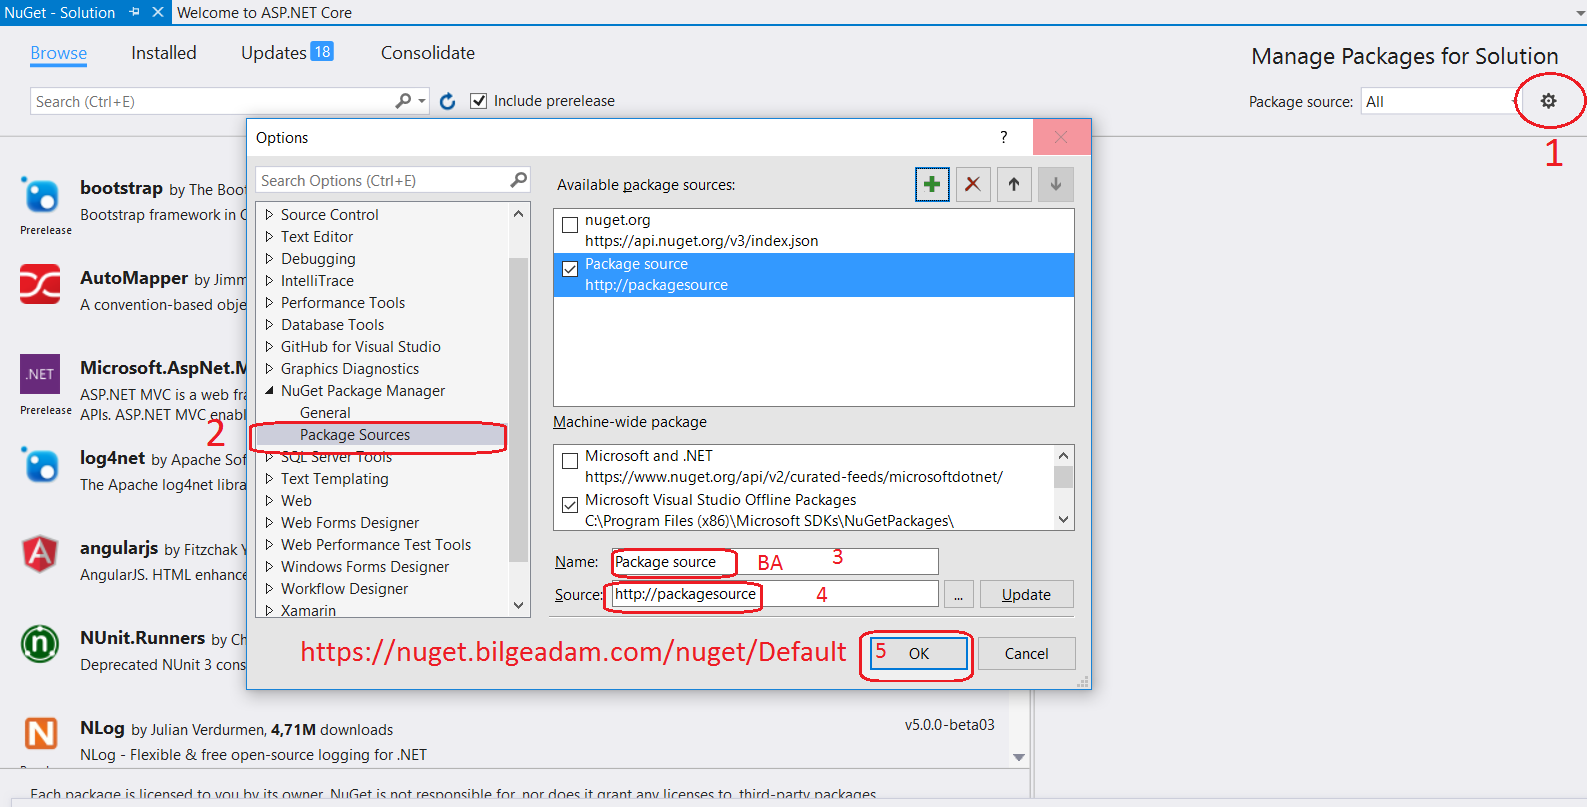 NuGet - Solution
Welcome to ASP.NET Core
Browse
Installed
Updates 18
Consolidate
Manage Packages for Solution
Search (Ctrl+E)
Include prerelease
Package source: All
1
bootstrap by The Boot
Bootstrap framework in C
Prerelease
AutoMapper by Jimm
A convention-based obje
.NET
Microsoft.AspNet.M
ASP.NET MVC is a web fra
APIs. ASP.NET MVC enabl
Prerelease
log4net by Apache Sof
The Apache log4net libra
angularjs by Fitzchak Y
AngularJS. HTML enhance
NUnit.Runners by Ch
Deprecated NUnit 3 cons
NLog by Julian Verdurmen, 4,71M downloads
v5.0.0-beta03
NLog - Flexible & free open-source logging for .NET
Each package is licensed to you by its owner. NuGet is not responsible for, nor does it grant any licenses to, third-party packages.
Options
?
Search Options (Ctrl+E)
Source Control
Text Editor
Debugging
IntelliTrace
Performance Tools
Database Tools
GitHub for Visual Studio
Graphics Diagnostics
NuGet Package Manager
General
2
Package Sources
SQL Server Tools
Text Templating
Web
Web Forms Designer
Web Performance Test Tools
Windows Forms Designer
Workflow Designer
Xamarin
Available package sources:
nuget.org
https://api.nuget.org/v3/index.json
Package source
http://packagesource
Machine-wide package
Microsoft and .NET
https://www.nuget.org/api/v2/curated-feeds/microsoftdotnet/
Microsoft Visual Studio Offline Packages
C:\Program Files (x86)\Microsoft SDKs\NuGetPackages\
Name: Package source BA 3
Source: http://packagesource 4
...
Update
https://nuget.bilgeadam.com/nuget/Default
5 OK
Cancel